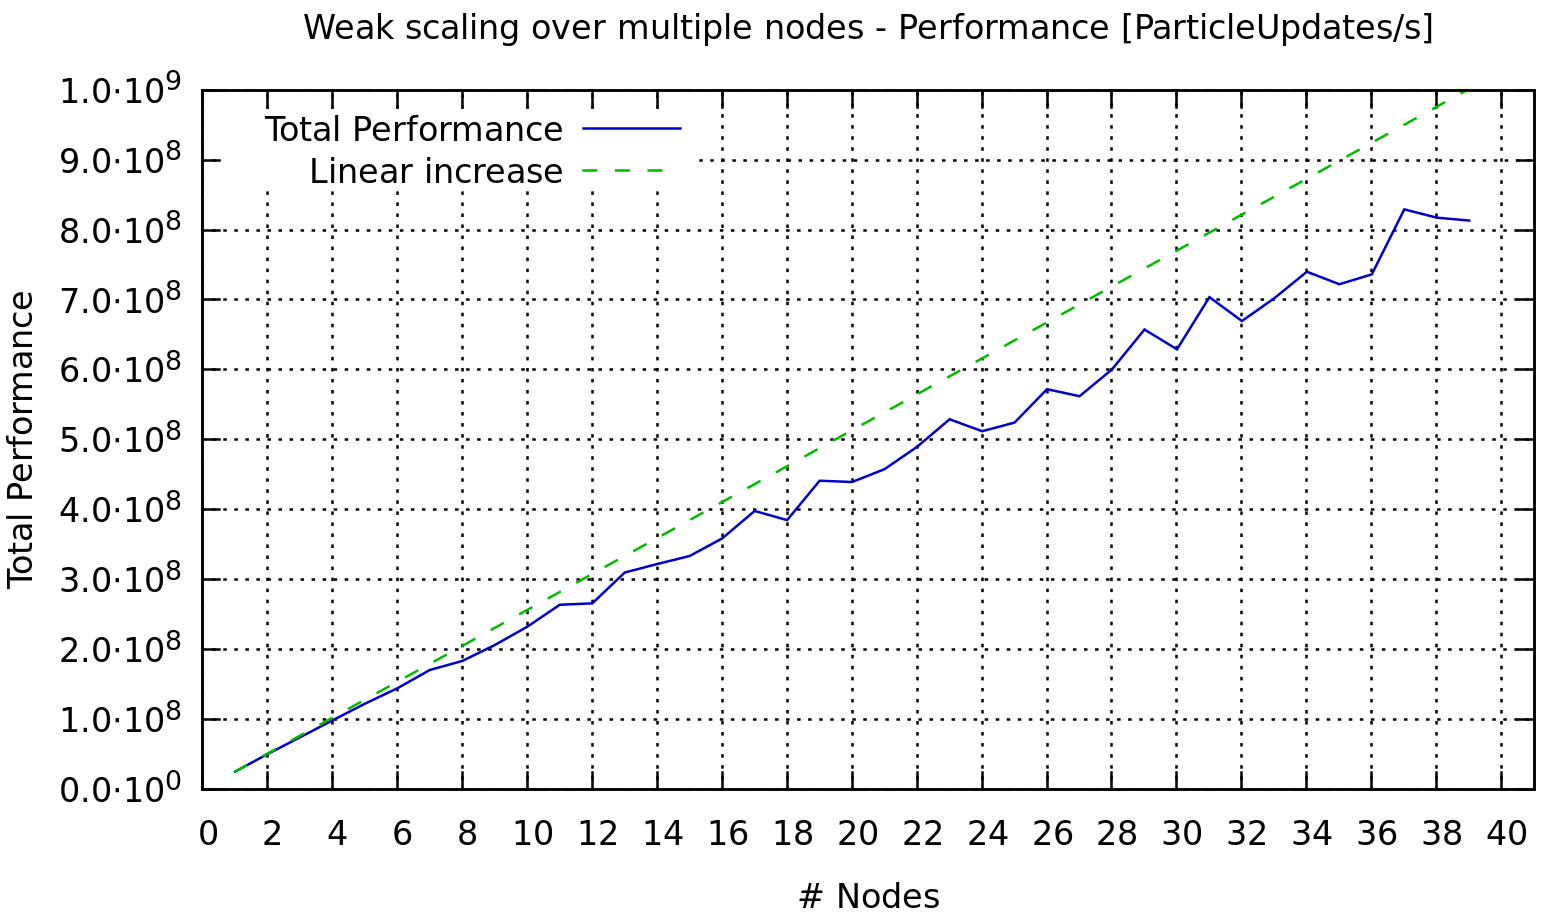 Weak scaling over multiple nodes - Performance [ParticleUpdates/s]
1.0·10⁹
Total Performance
9.0·10⁸
Linear increase
8.0·10⁸
7.0·10⁸
6.0·10⁸
5.0·10⁸
4.0·10⁸
3.0·10⁸
2.0·10⁸
1.0·10⁸
0.0·10⁰
Total Performance
0 2 4 6 8 10 12 14 16 18 20 22 24 26 28 30 32 34 36 38 40
# Nodes